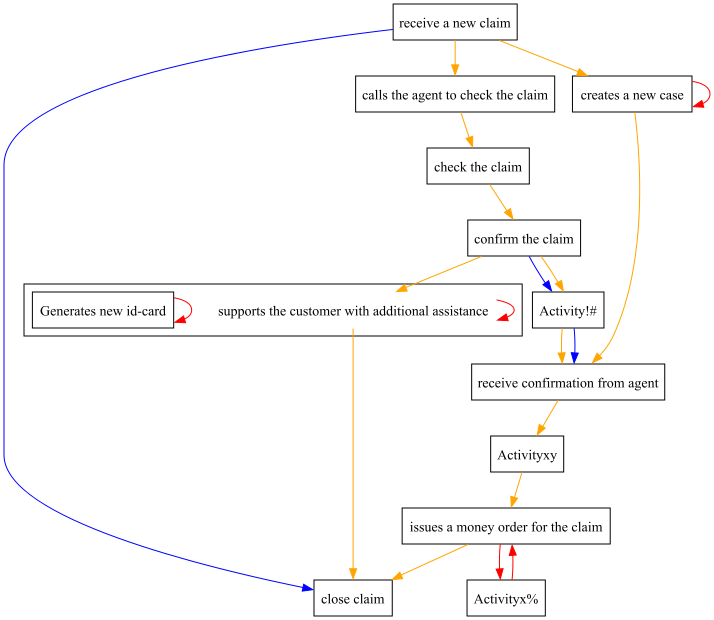 receive a new claim
calls the agent to check the claim
creates a new case
check the claim
confirm the claim
Generates new id-card
supports the customer with additional assistance
Activity!#
receive confirmation from agent
Activityxy
issues a money order for the claim
close claim
Activityx%